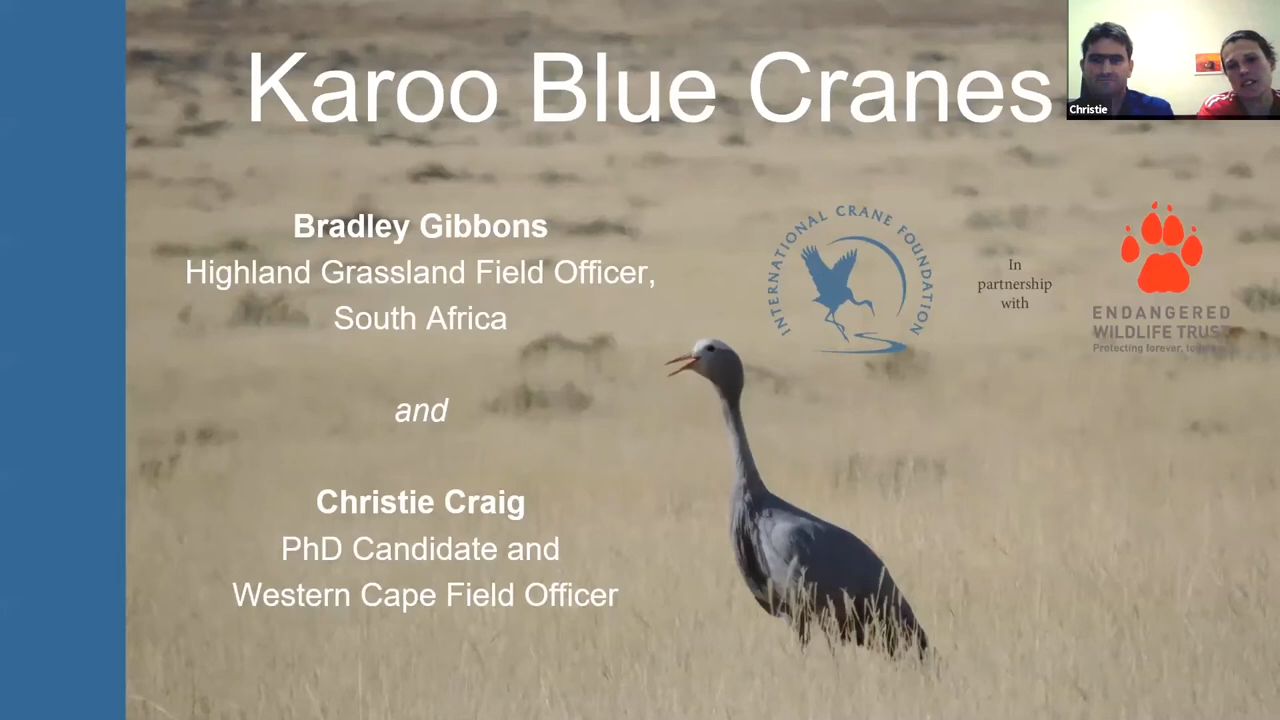 Karoo Blue Cranes
Christie
Bradley Gibbons
Highland Grassland Field Officer,
South Africa
and
Christie Craig
PhD Candidate and
Western Cape Field Officer
INTERNATIONAL CRANE FOUNDATION
In
partnership
with
ENDANGERED
WILDLIFE TRUST
Protecting forever, together